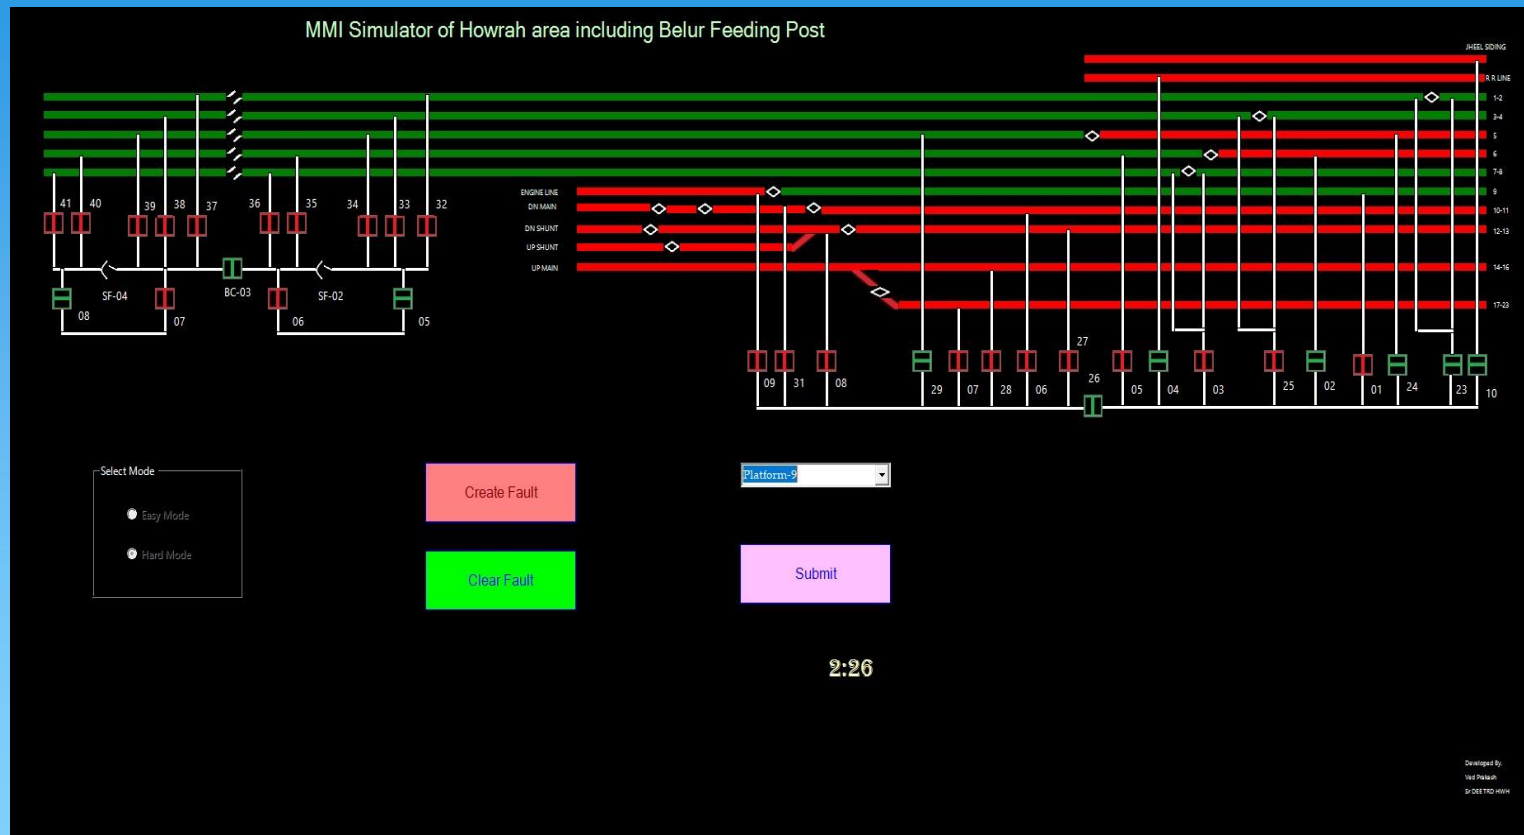 MMI Simulator of Howrah area including Belur Feeding Post
JHEEL SIDING
R R LINE
1-2
3-4
5
6
7-8
ENGINE LINE
9
DN MAIN
10-11
DN SHUNT
12-13
UP SHUNT
UP MAIN
14-16
17-23
41 40 39 38 37 36 35 34 33 32
SF-04 BC-03 SF-02
08 07 06 05
27
26
09 31 08 29 07 28 06 05 04 03 25 02 01 24 23 10
Select Mode
Easy Mode
Hard Mode
Create Fault
Clear Fault
Platform-9
Submit
2:26
Developed By.
Ved Prakash
Sr DEE TRD HWH